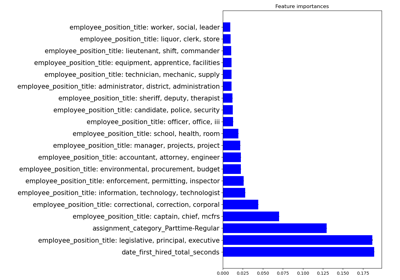 Feature importances
employee_position_title: worker, social, leader
employee_position_title: liquor, clerk, store
employee_position_title: lieutenant, shift, commander
employee_position_title: equipment, apprentice, facilities
employee_position_title: technician, mechanic, supply
employee_position_title: administrator, district, administration
employee_position_title: sheriff, deputy, therapist
employee_position_title: candidate, police, security
employee_position_title: officer, office, iii
employee_position_title: school, health, room
employee_position_title: manager, projects, project
employee_position_title: accountant, attorney, engineer
employee_position_title: environmental, procurement, budget
employee_position_title: enforcement, permitting, inspector
employee_position_title: information, technology, technologist
employee_position_title: correctional, correction, corporal
employee_position_title: captain, chief, mcfrs
assignment_category_Parttime-Regular
employee_position_title: legislative, principal, executive
date_first_hired_total_seconds
0.000 0.025 0.050 0.075 0.100 0.125 0.150 0.175